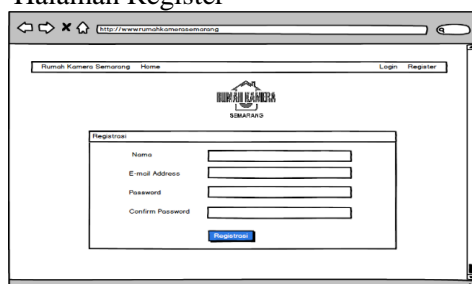 Halaman Register
http://www.rumahkamerasemarang
Rumah Kamera Semarang Home Login Register
RUMAH KAMERA
SEMARANG
Registrasi
Nama
E-mail Address
Password
Confirm Password
Registrasi